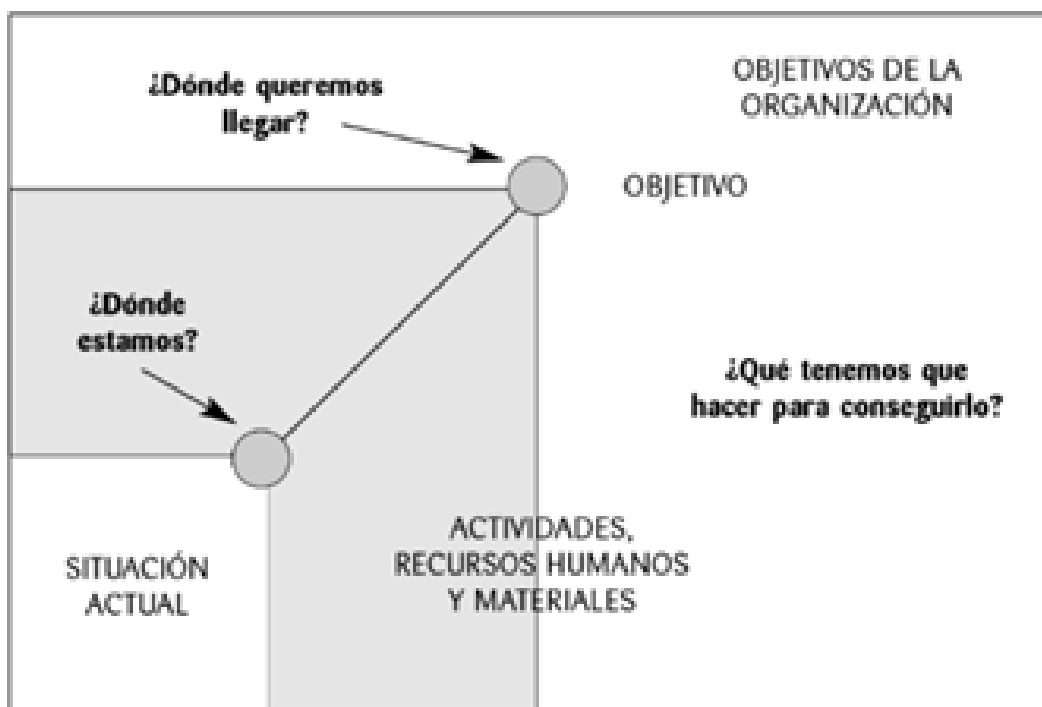 ¿Dónde queremos
llegar?
OBJETIVOS DE LA
ORGANIZACIÓN
OBJETIVO
¿Dónde
estamos?
¿Qué tenemos que
hacer para conseguirlo?
SITUACIÓN
ACTUAL
ACTIVIDADES,
RECURSOS HUMANOS
Y MATERIALES